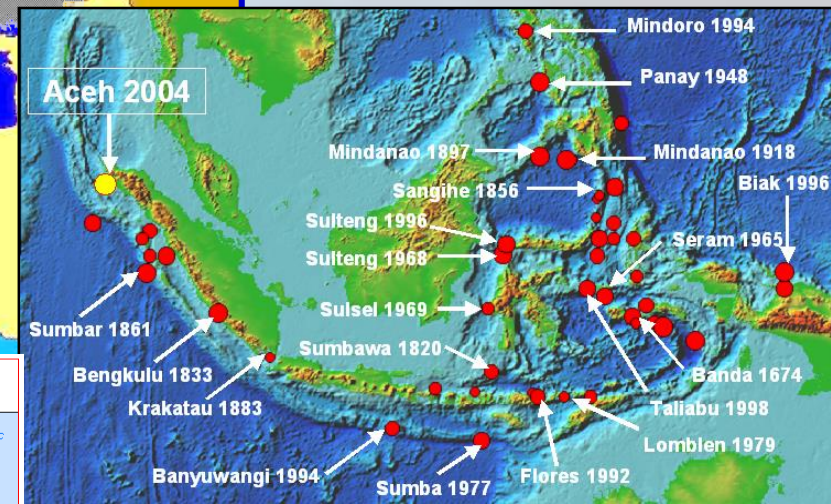 Mindoro 1994
Aceh 2004
Panay 1948
Mindanao 1897
Mindanao 1918
Sangihe 1856
Biak 1996
Sulteng 1996
Seram 1965
Sulteng 1968
Sulsel 1969
Sumbar 1861
Sumbawa 1820
Bengkulu 1833
Banda 1674
Krakatau 1883
Taliabu 1998
Lomblen 1979
Banyuwangi 1994
Flores 1992
Sumba 1977